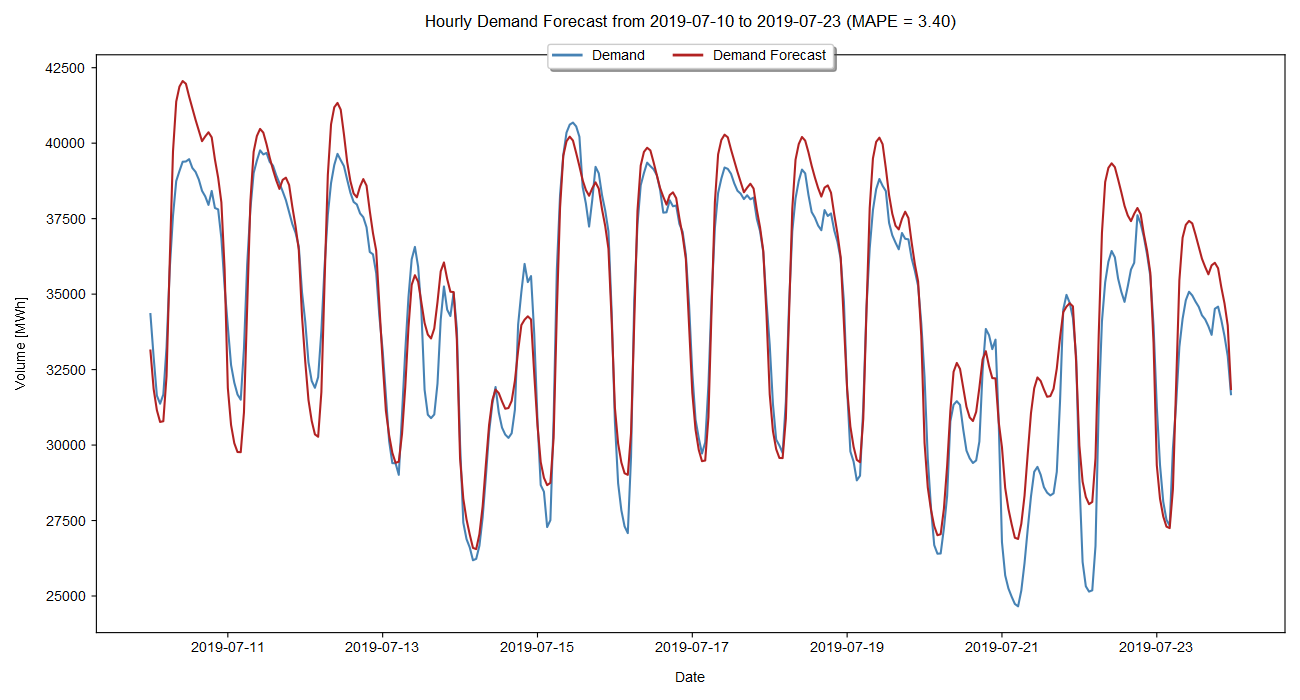 Hourly Demand Forecast from 2019-07-10 to 2019-07-23 (MAPE = 3.40)
Demand Demand Forecast
42500
40000
37500
35000
32500
30000
27500
25000
Volume [MWh]
2019-07-11 2019-07-13 2019-07-15 2019-07-17 2019-07-19 2019-07-21 2019-07-23
Date